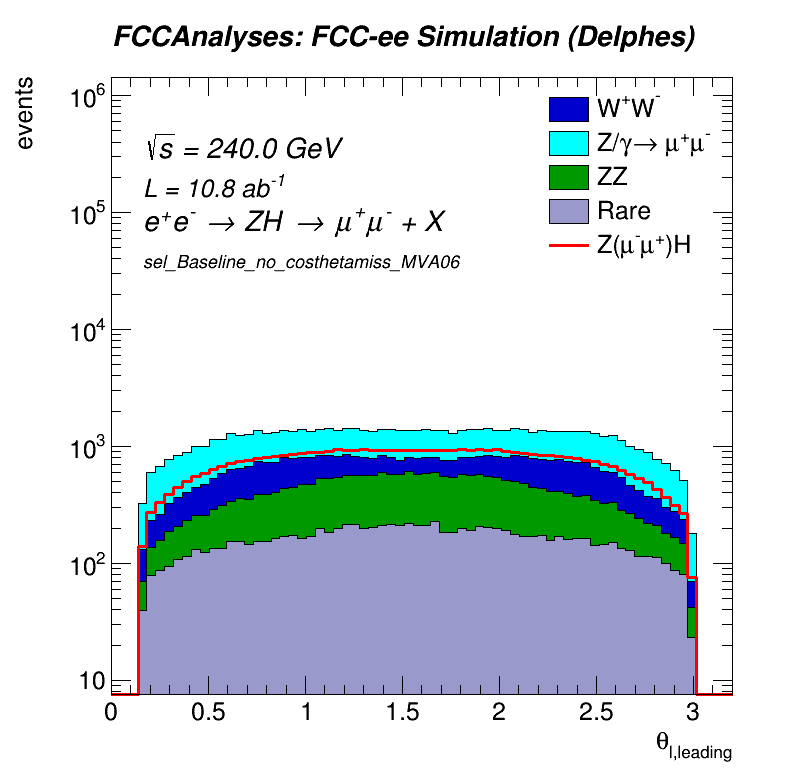 FCCAnalyses: FCC-ee Simulation (Delphes)
events
10⁶
10⁵
10⁴
10³
10²
10
√s = 240.0 GeV
L = 10.8 ab⁻¹
e⁺e⁻ → ZH → μ⁺μ⁻ + X
sel_Baseline_no_costhetamiss_MVA06
W⁺W⁻
Z/γ→ μ⁺μ⁻
ZZ
Rare
Z(μ⁻μ⁺)H
0 0.5 1 1.5 2 2.5 3
θ_l,leading